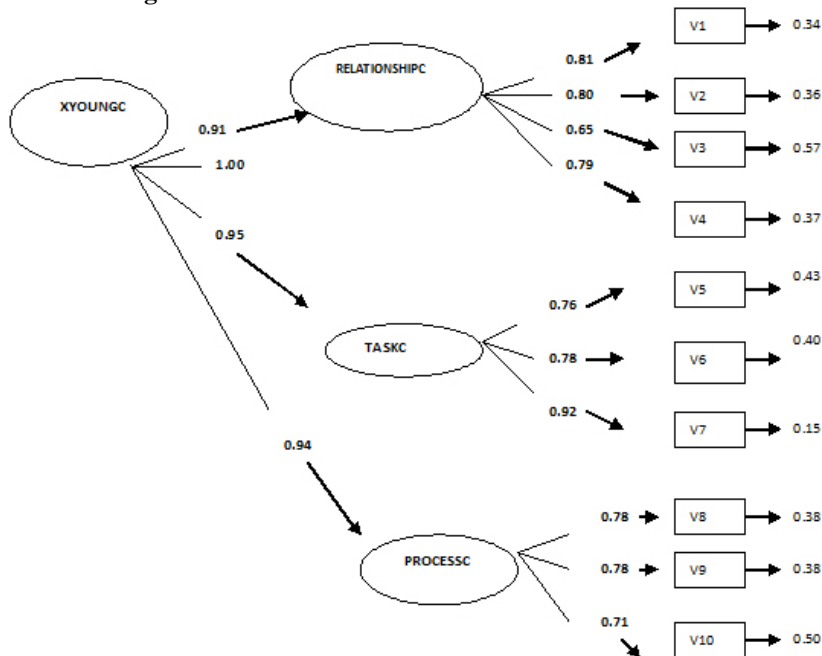 XYOUNGC
0.91
1.00
0.95
0.94
RELATIONSHIPC
0.81
0.80
0.65
0.79
V1 0.34
V2 0.36
V3 0.57
V4 0.37
TASKC
0.76
0.78
0.92
V5 0.43
V6 0.40
V7 0.15
PROCESSC
0.78
0.78
0.71
V8 0.38
V9 0.38
V10 0.50